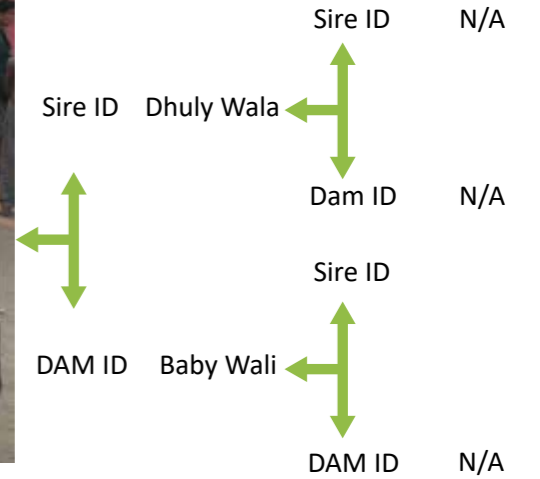 Sire ID N/A
Sire ID Dhuly Wala
Dam ID N/A
Sire ID
DAM ID Baby Wali
DAM ID N/A